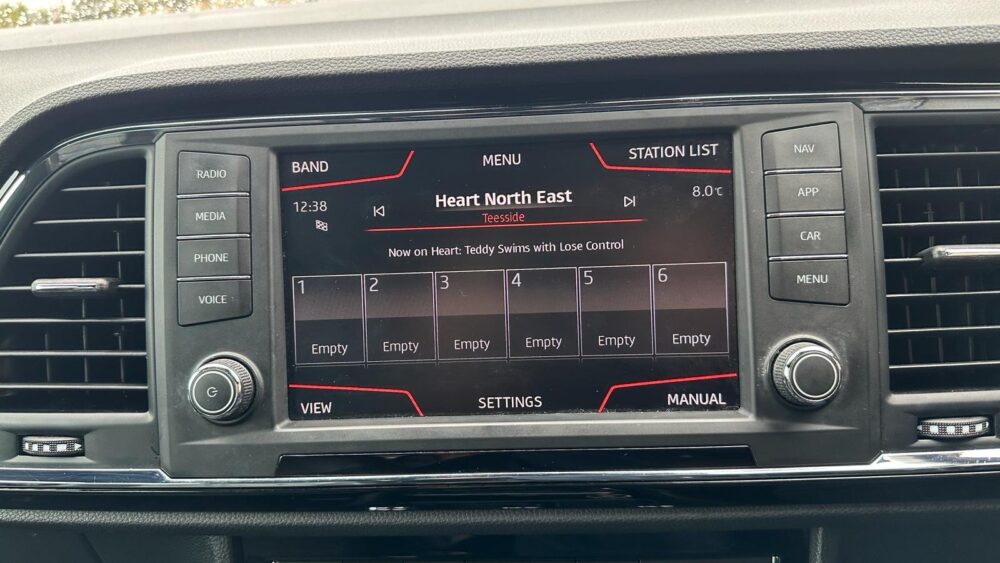 RADIO
MEDIA
PHONE
VOICE
BAND
MENU
STATION LIST
12:38
Heart North East
8.0°C
Teesside
Now on Heart: Teddy Swims with Lose Control
1 2 3 4 5 6
Empty Empty Empty Empty Empty Empty
VIEW
SETTINGS
MANUAL
NAV
APP
CAR
MENU